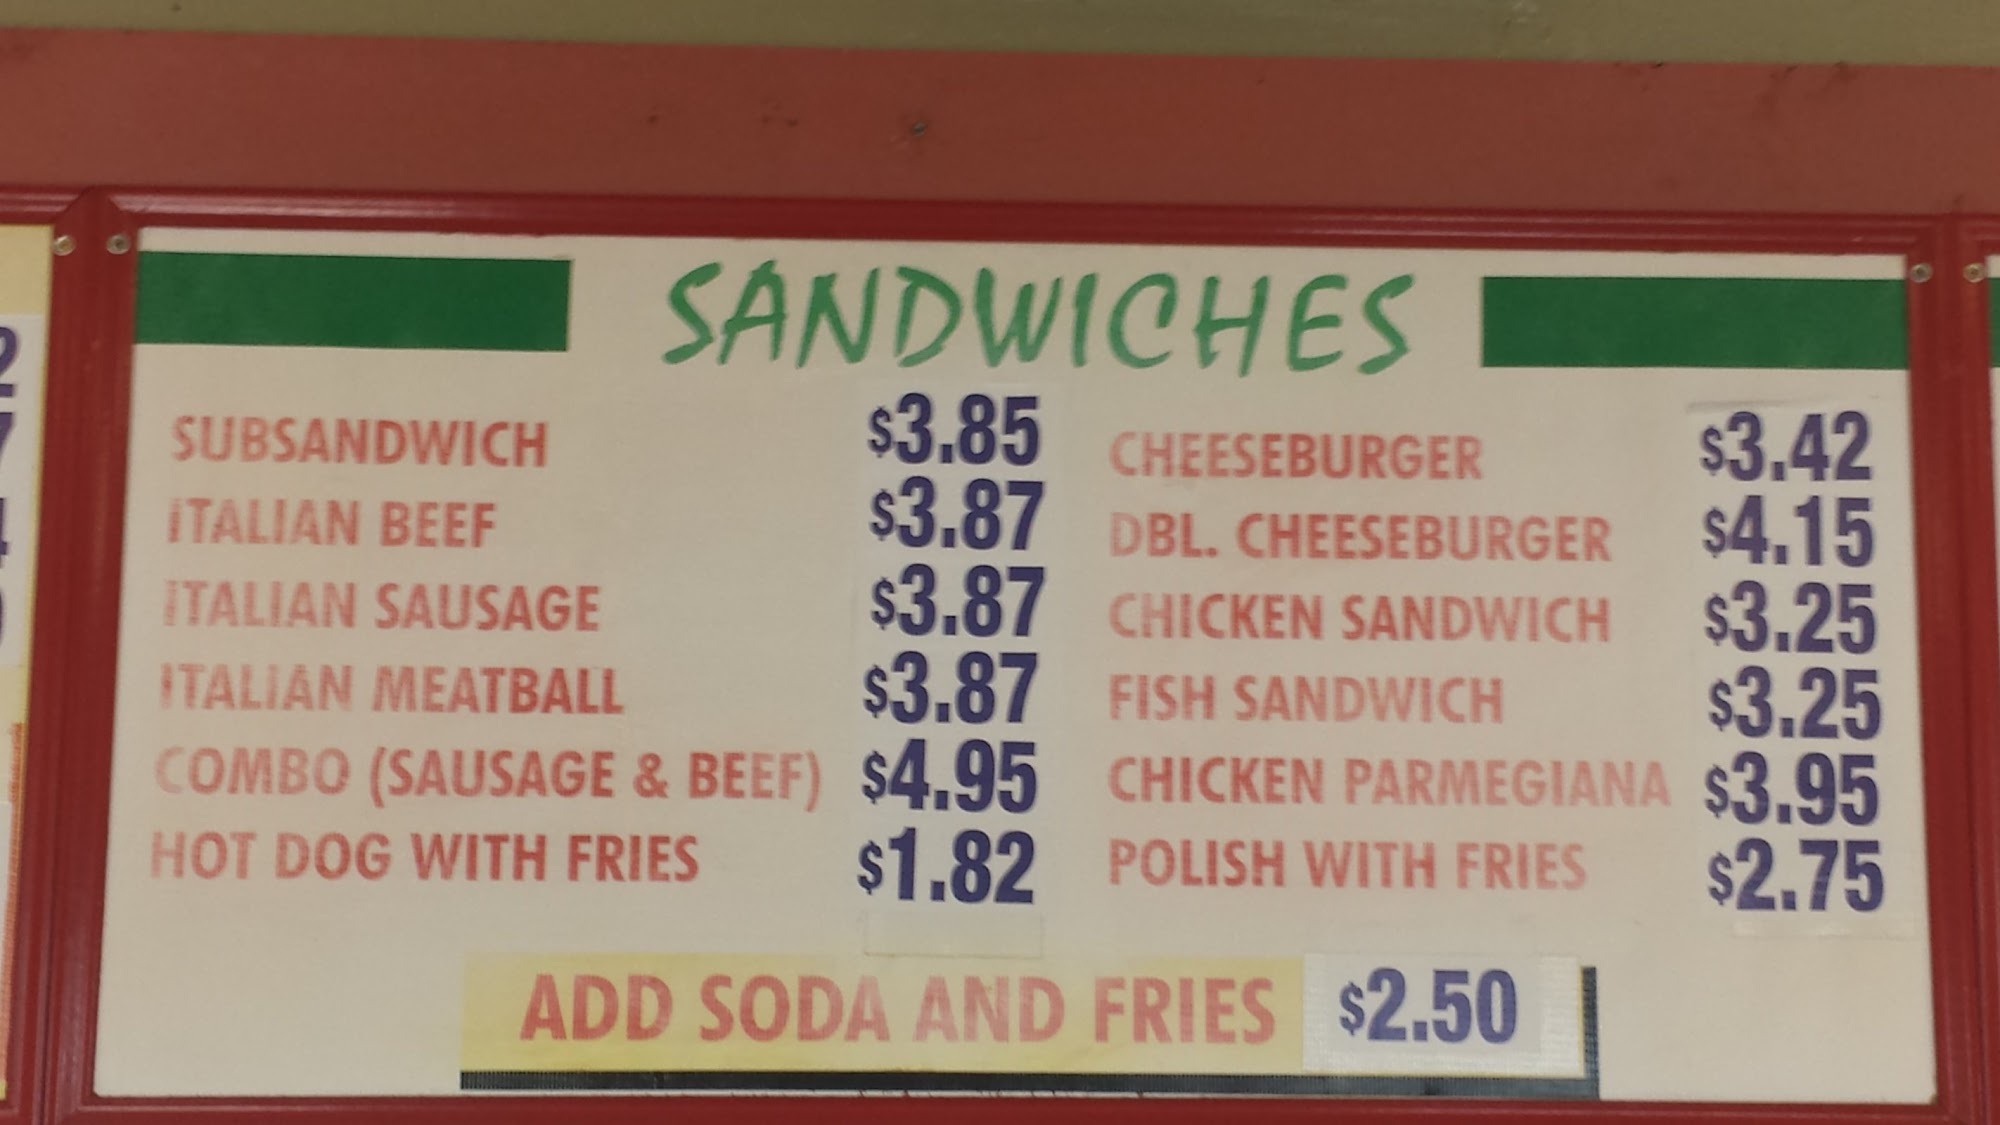 SANDWICHES
SUBSANDWICH $3.85
ITALIAN BEEF $3.87
ITALIAN SAUSAGE $3.87
ITALIAN MEATBALL $3.87
COMBO (SAUSAGE & BEEF) $4.95
HOT DOG WITH FRIES $1.82
CHEESEBURGER $3.42
DBL. CHEESEBURGER $4.15
CHICKEN SANDWICH $3.25
FISH SANDWICH $3.25
CHICKEN PARMEGIANA $3.95
POLISH WITH FRIES $2.75
ADD SODA AND FRIES $2.50